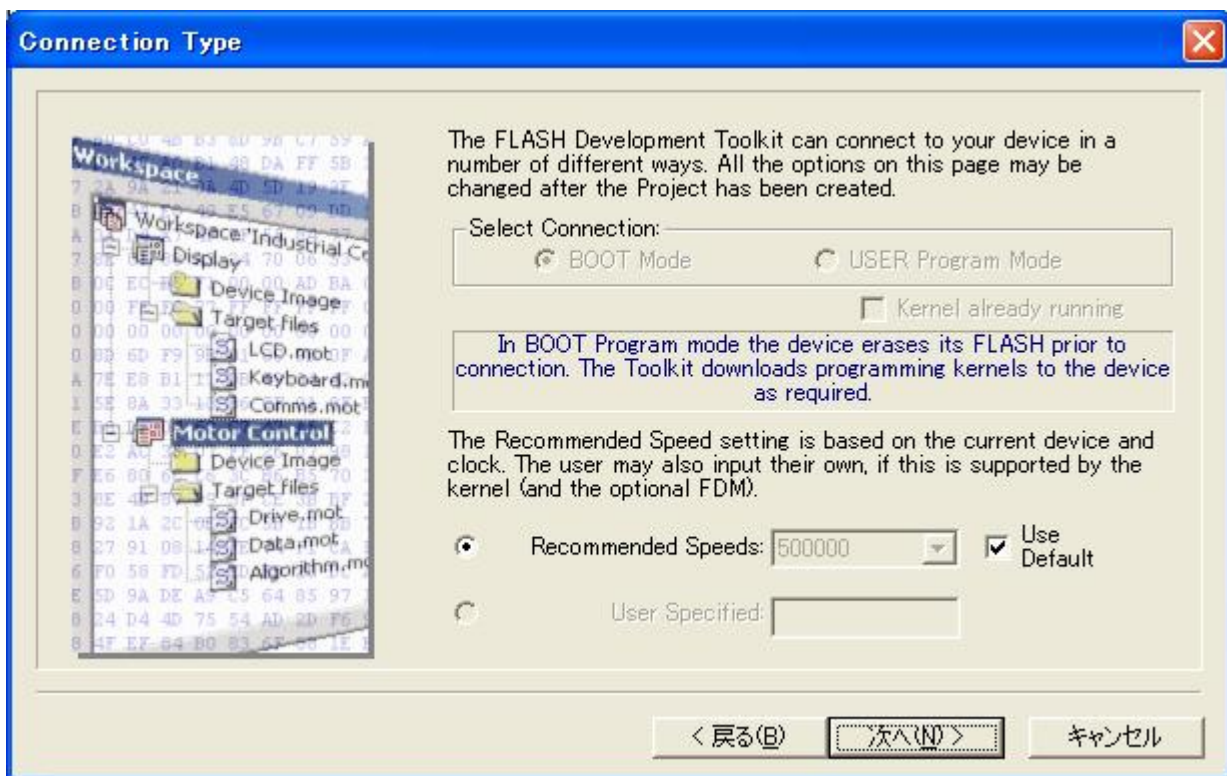 Connection Type
Workspace
Workspace 'Industrial Co
Display
Device Image
Target files
LCD.mot
Keyboard.m
Comms.mot
Motor Control
Device Image
Target files
Drive.mot
Data.mot
Algorithm.mo
The FLASH Development Toolkit can connect to your device in a
number of different ways. All the options on this page may be
changed after the Project has been created.
Select Connection:
BOOT Mode
USER Program Mode
Kernel already running
In BOOT Program mode the device erases its FLASH prior to
connection. The Toolkit downloads programming kernels to the device
as required.
The Recommended Speed setting is based on the current device and
clock. The user may also input their own, if this is supported by the
kernel (and the optional FDM).
Recommended Speeds: 500000
Use
Default
User Specified:
< 戻る(B)
次へ(N) >
キャンセル